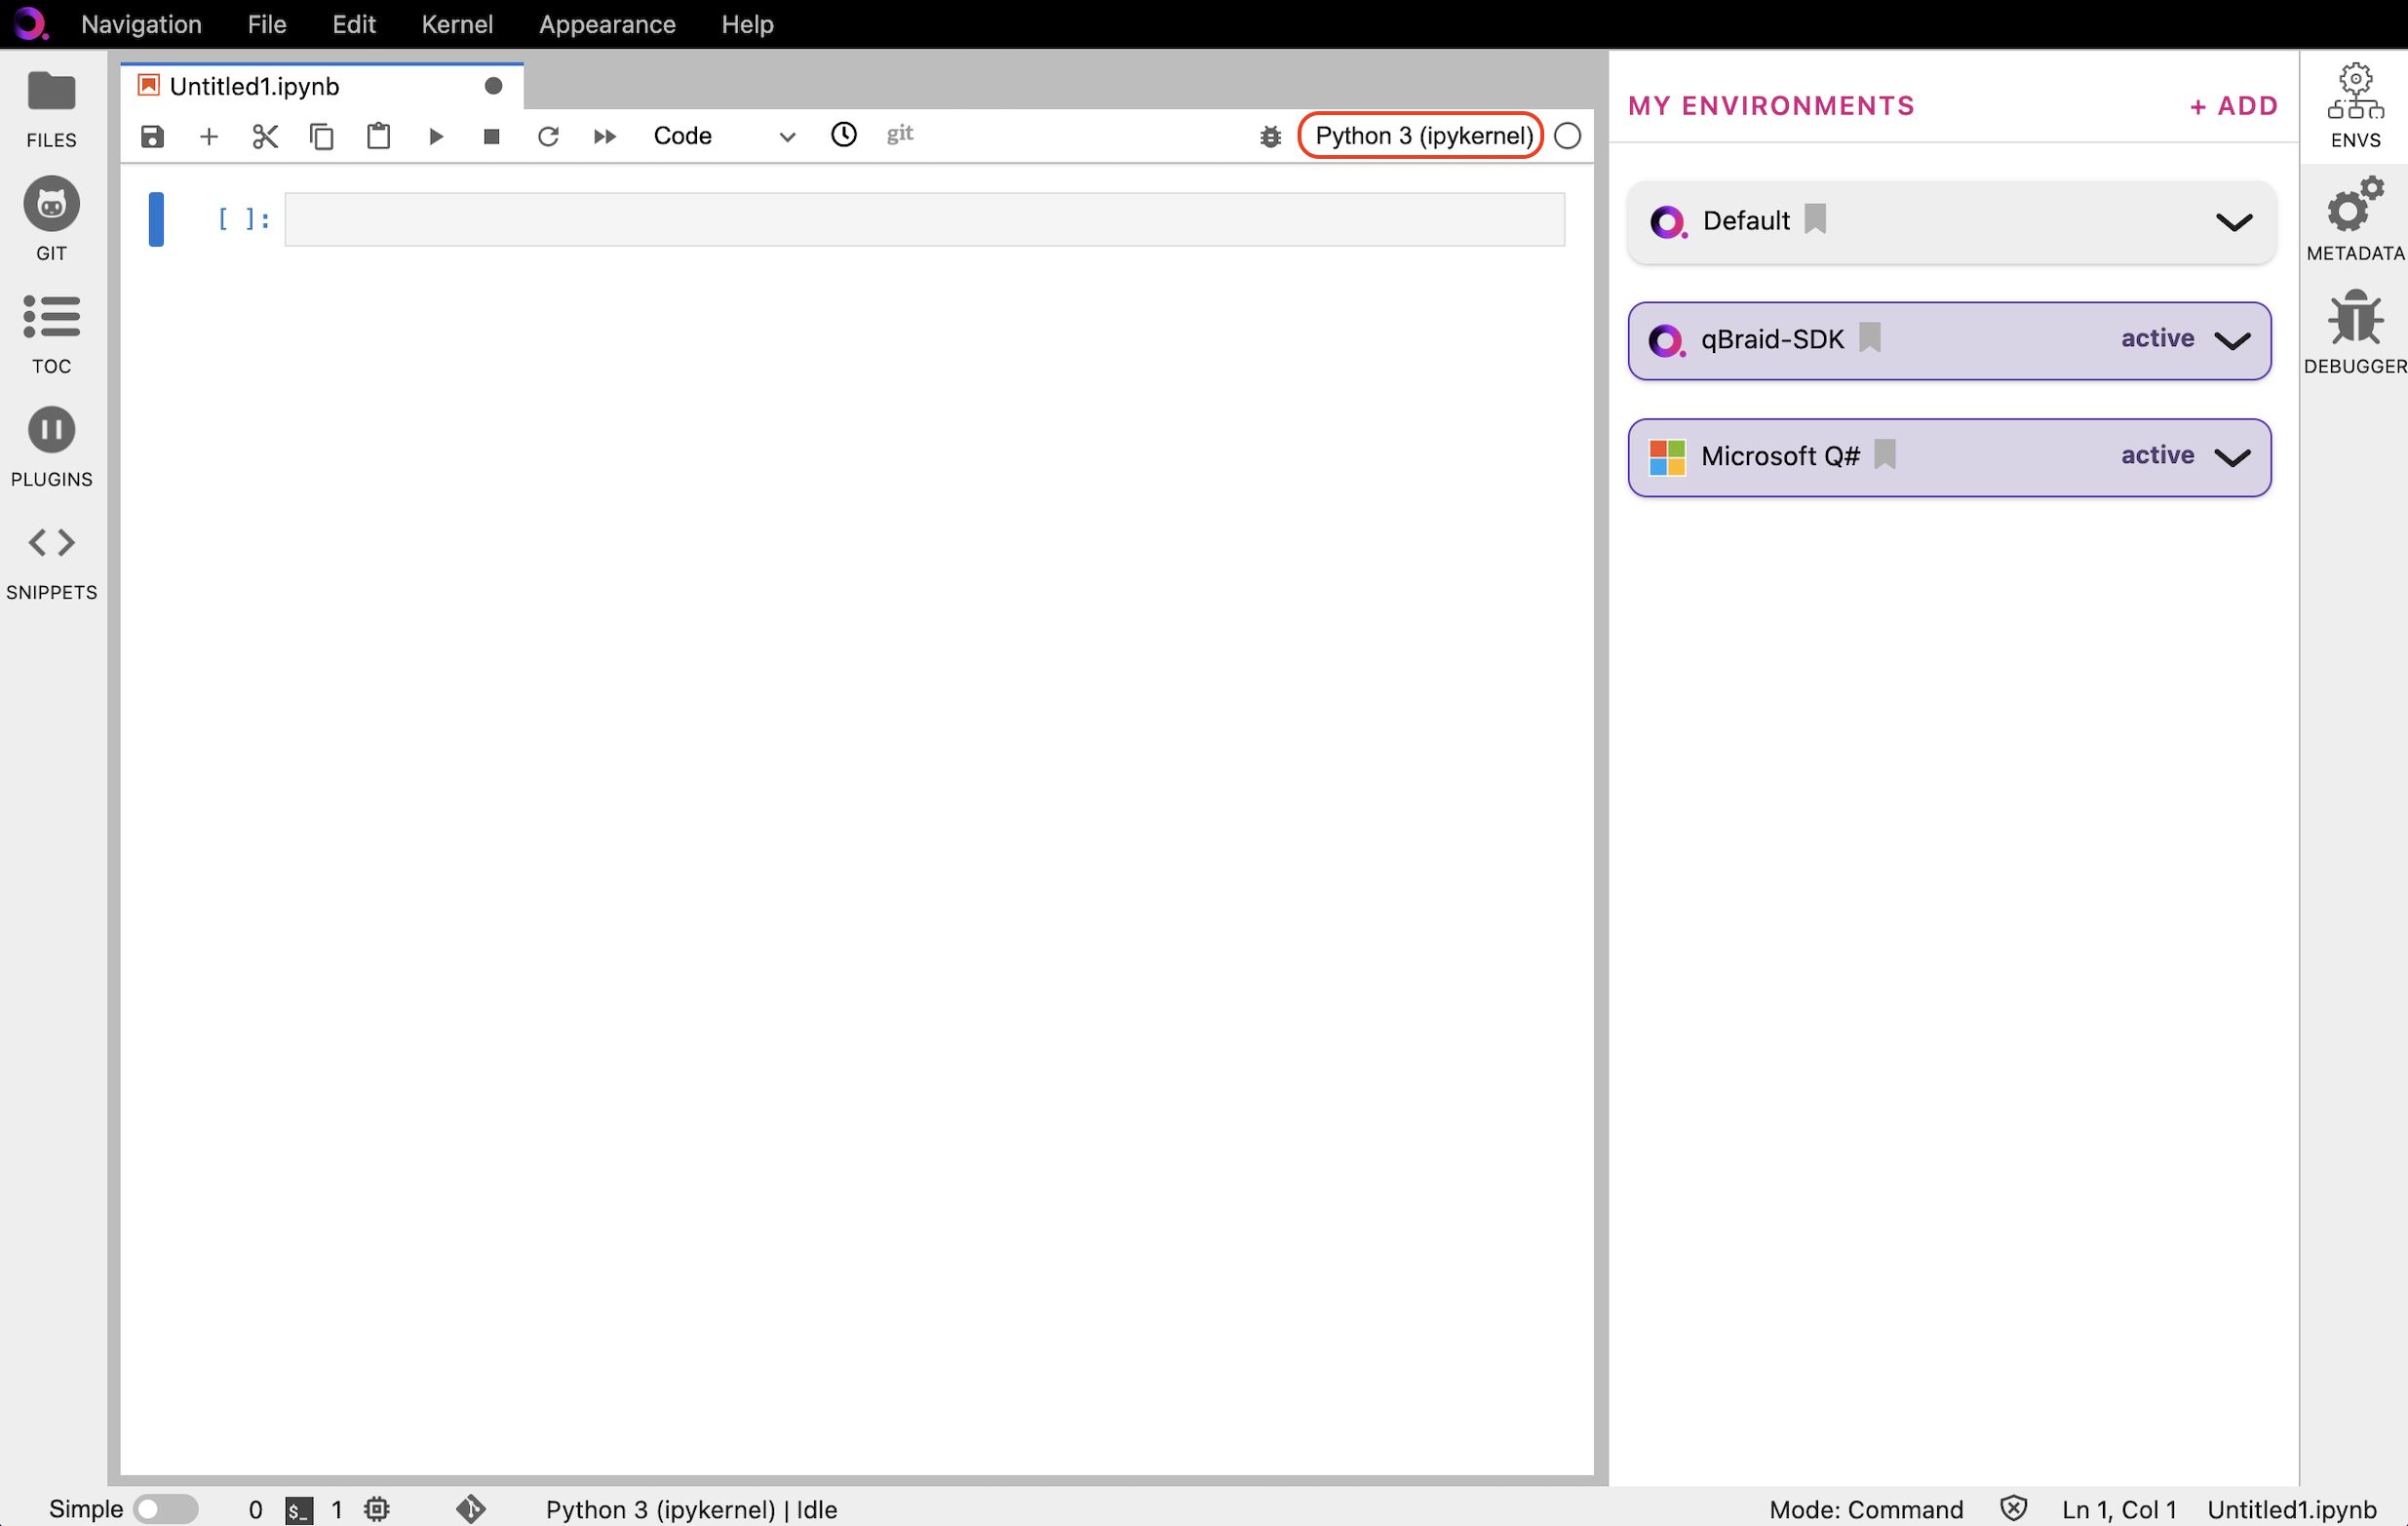 Navigation File Edit Kernel Appearance Help
FILES
GIT
TOC
PLUGINS
SNIPPETS
Untitled1.ipynb
Code git Python 3 (ipykernel)
[ ]:
MY ENVIRONMENTS + ADD
Default
qBraid-SDK active
Microsoft Q# active
ENVS
METADATA
DEBUGGER
Simple 0 $_ 1 Python 3 (ipykernel) | Idle Mode: Command Ln 1, Col 1 Untitled1.ipynb